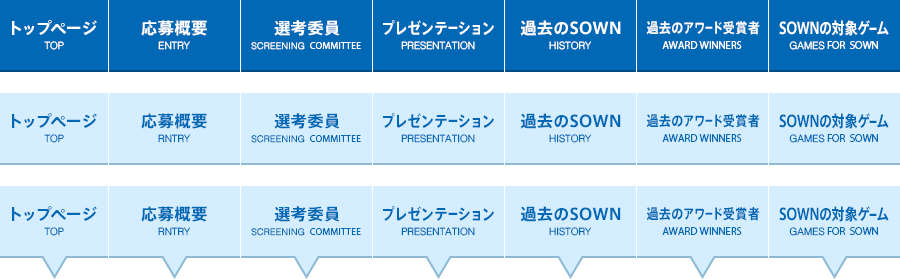 トップページ 応募概要 選考委員 プレゼンテーション 過去のSOWN 過去のアワード受賞者 SOWNの対象ゲーム
TOP ENTRY SCREENING COMMITTEE PRESENTATION HISTORY AWARD WINNERS GAMES FOR SOWN
トップページ 応募概要 選考委員 プレゼンテーション 過去のSOWN 過去のアワード受賞者 SOWNの対象ゲーム
TOP RNTRY SCREENING COMMITTEE PRESENTATION HISTORY AWARD WINNERS GAMES FOR SOWN
トップページ 応募概要 選考委員 プレゼンテーション 過去のSOWN 過去のアワード受賞者 SOWNの対象ゲーム
TOP RNTRY SCREENING COMMITTEE PRESENTATION HISTORY AWARD WINNERS GAMES FOR SOWN